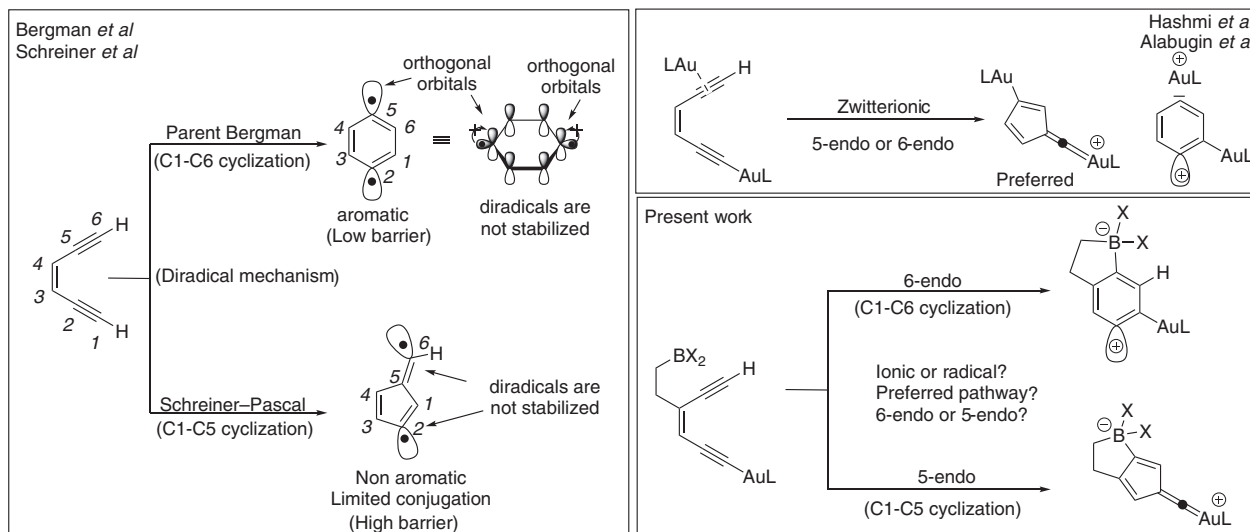 Bergman et al
Schreiner et al
orthogonal
orbitals
orthogonal
orbitals
Parent Bergman
(C1-C6 cyclization)
5
4
6
3
1
2
≡
+
+
aromatic
(Low barrier)
diradicals are
not stabilized
6
H
5
4
3
2
1
H
(Diradical mechanism)
Schreiner–Pascal
(C1-C5 cyclization)
6
H
5
4
1
3
2
diradicals are
not stabilized
Non aromatic
Limited conjugation
(High barrier)
Hashmi et al
Alabugin et al
LAu
H
AuL
Zwitterionic
5-endo or 6-endo
LAu
⊕
AuL
Preferred
⊕
AuL
−
AuL
⊕
Present work
BX2
H
AuL
6-endo
(C1-C6 cyclization)
Ionic or radical?
Preferred pathway?
6-endo or 5-endo?
5-endo
(C1-C5 cyclization)
X
⊖
B
X
H
AuL
⊕
X
⊖
B
X
⊕
AuL